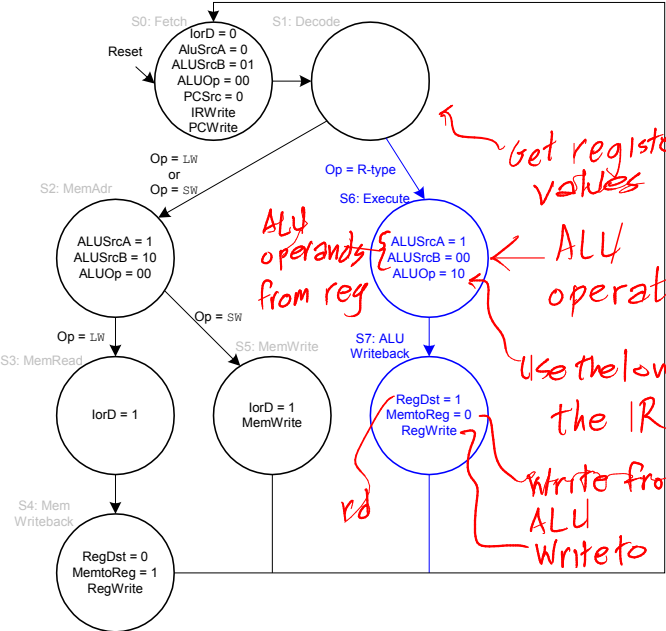 S0: Fetch
S1: Decode
Reset
IorD = 0
AluSrcA = 0
ALUSrcB = 01
ALUOp = 00
PCSrc = 0
IRWrite
PCWrite
Op = LW
or
Op = SW
Op = R-type
Get registe
values
S2: MemAdr
ALUSrcA = 1
ALUSrcB = 10
ALUOp = 00
S6: Execute
ALU
operands
from reg
ALUSrcA = 1
ALUSrcB = 00
ALUOp = 10
ALU
operat
Op = LW
Op = SW
S3: MemRead
IorD = 1
S5: MemWrite
IorD = 1
MemWrite
S7: ALU
Writeback
RegDst = 1
MemtoReg = 0
RegWrite
Use the low
the IR
rd
Write fro
ALU
Write to
S4: Mem
Writeback
RegDst = 0
MemtoReg = 1
RegWrite